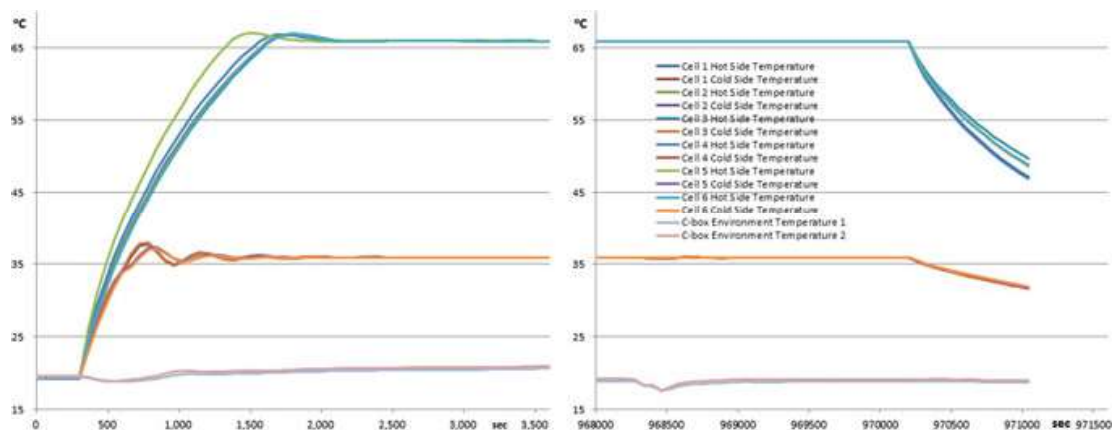 °C
65
55
45
35
25
15
0 500 1,000 1,500 2,000 2,500 3,000 sec 3,500
°C
65
55
45
35
25
15
Cell 1 Hot Side Temperature
Cell 1 Cold Side Temperature
Cell 2 Hot Side Temperature
Cell 2 Cold Side Temperature
Cell 3 Hot Side Temperature
Cell 3 Cold Side Temperature
Cell 4 Hot Side Temperature
Cell 4 Cold Side Temperature
Cell 5 Hot Side Temperature
Cell 5 Cold Side Temperature
Cell 6 Hot Side Temperature
Cell 6 Cold Side Temperature
C-box Environment Temperature 1
C-box Environment Temperature 2
968000 968500 969000 969500 970000 970500 971000 sec 971500